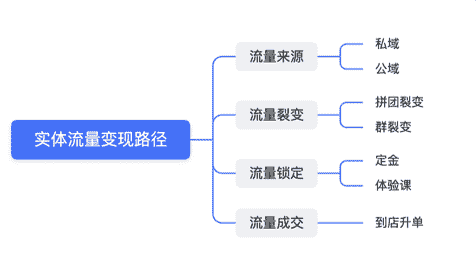 实体流量变现路径
流量来源
私域
公域
流量裂变
拼团裂变
群裂变
流量锁定
定金
体验课
流量成交
到店升单